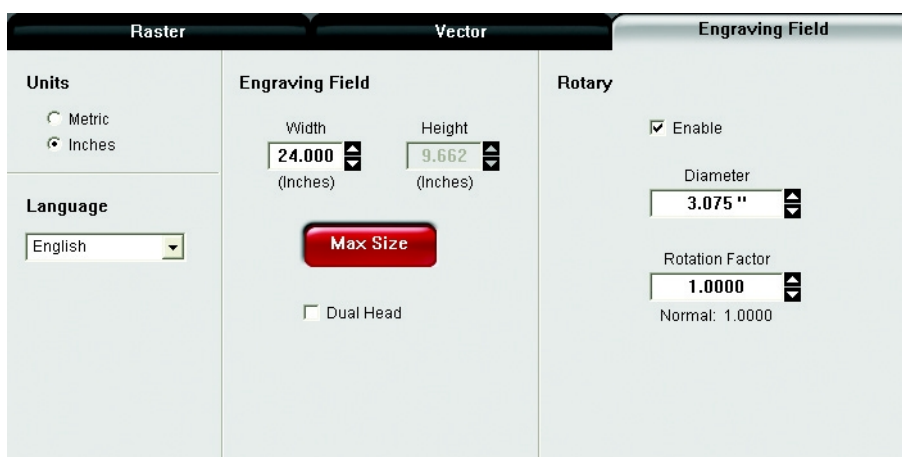 Raster Vector Engraving Field
Units
Metric
Inches
Language
English
Engraving Field
Width Height
24.000 9.662
(Inches) (Inches)
Max Size
Dual Head
Rotary
Enable
Diameter
3.075 "
Rotation Factor
1.0000
Normal: 1.0000